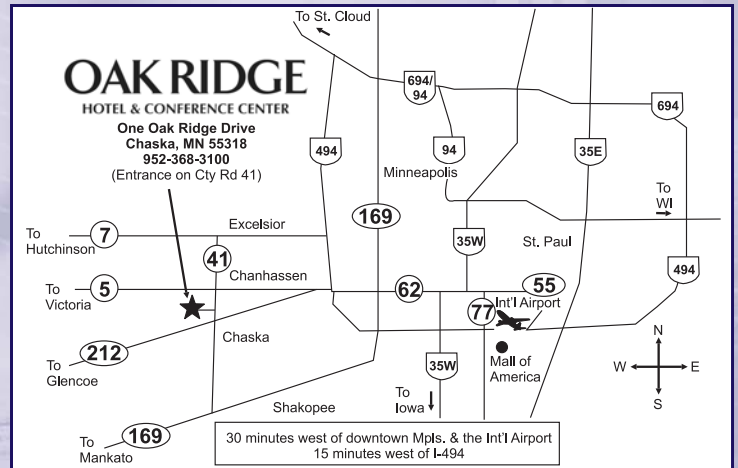 To St. Cloud
OAK RIDGE
HOTEL & CONFERENCE CENTER
One Oak Ridge Drive
Chaska, MN 55318
952-368-3100
(Entrance on Cty Rd 41)
694/
94
694
494
94
35E
Minneapolis
To
WI
169
Excelsior
To
Hutchinson
7
35W
St. Paul
41
Chanhassen
494
To
Victoria
5
62
55
77
Int'l Airport
Chaska
212
To
Glencoe
35W
Mall of
America
N
W
E
S
To
Iowa
Shakopee
169
To
Mankato
30 minutes west of downtown Mpls. & the Int'l Airport
15 minutes west of I-494